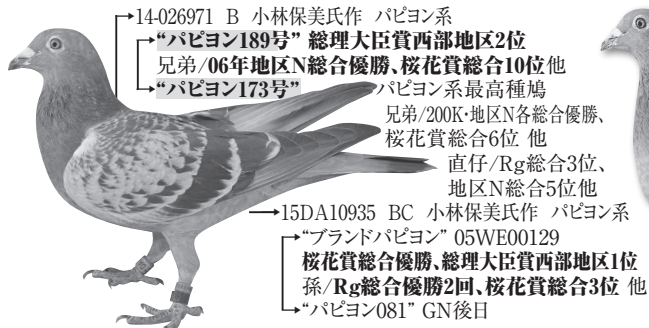 14-026971 B 小林保美氏作 パピヨン系
“パピヨン189号” 総理大臣賞西部地区2位
兄弟/06年地区N総合優勝、桜花賞総合10位他
“パピヨン173号” パピヨン系最高種鳩
兄弟/200K・地区N各総合優勝、
桜花賞総合6位 他
直仔/Rg総合3位、
地区N総合5位他
15DA10935 BC 小林保美氏作 パピヨン系
“ブランドパピヨン” 05WE00129
桜花賞総合優勝、総理大臣賞西部地区1位
孫/Rg総合優勝2回、桜花賞総合3位 他
“パピヨン081” GN後日